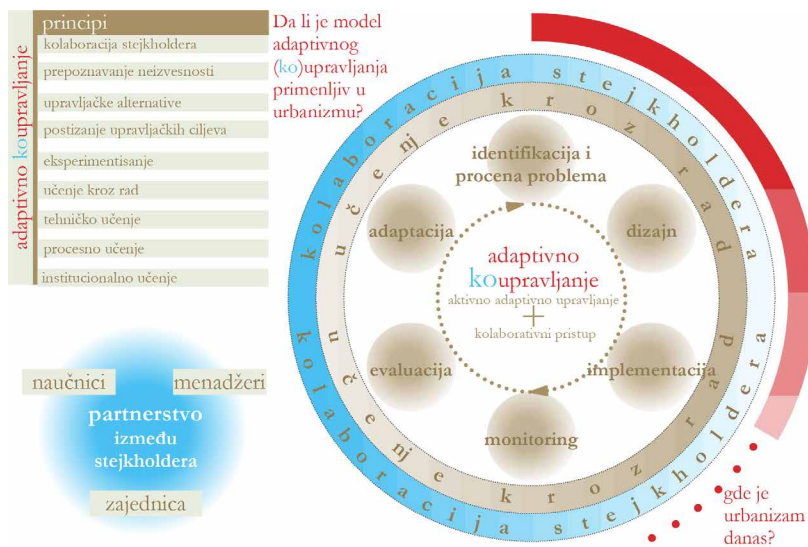 principi
adaptivno koupravljanje
kolaboracija stejkholdera
prepoznavanje neizvesnosti
upravljačke alternative
postizanje upravljačkih ciljeva
eksperimentisanje
učenje kroz rad
tehničko učenje
procesno učenje
institucionalno učenje
Da li je model
adaptivnog
(ko)upravljanja
primenljiv u
urbanizmu?
kolaboracija stejkholdera
kolaboracija stejkholdera
učenje kroz rad
učenje kroz rad
identifikacija i
procena problema
dizajn
implementacija
monitoring
evaluacija
adaptacija
adaptivno
koupravljanje
aktivno adaptivno upravljanje
+
kolaborativni pristup
naučnici
menadžeri
partnerstvo
između
stejkholdera
zajednica
gde je
urbanizam
danas?